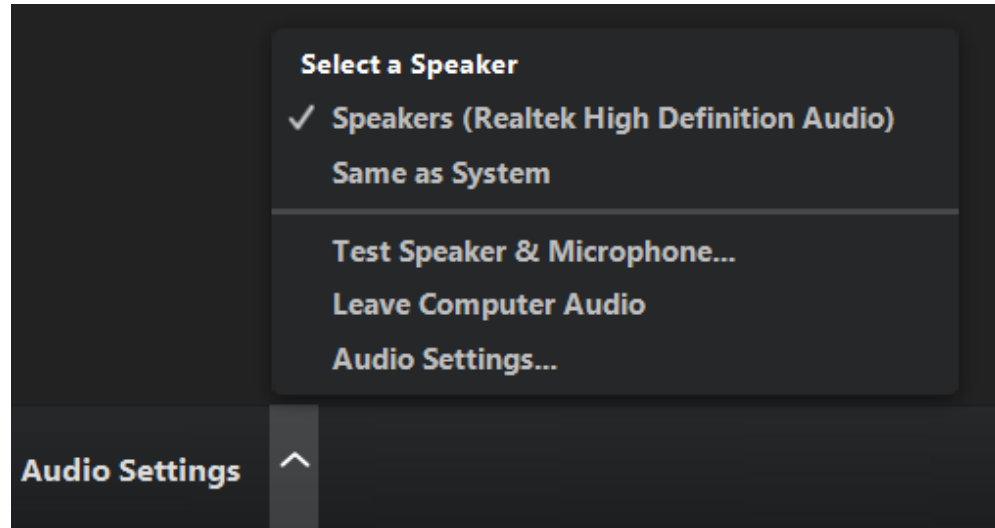 Select a Speaker
Speakers (Realtek High Definition Audio)
Same as System
Test Speaker & Microphone...
Leave Computer Audio
Audio Settings...
Audio Settings